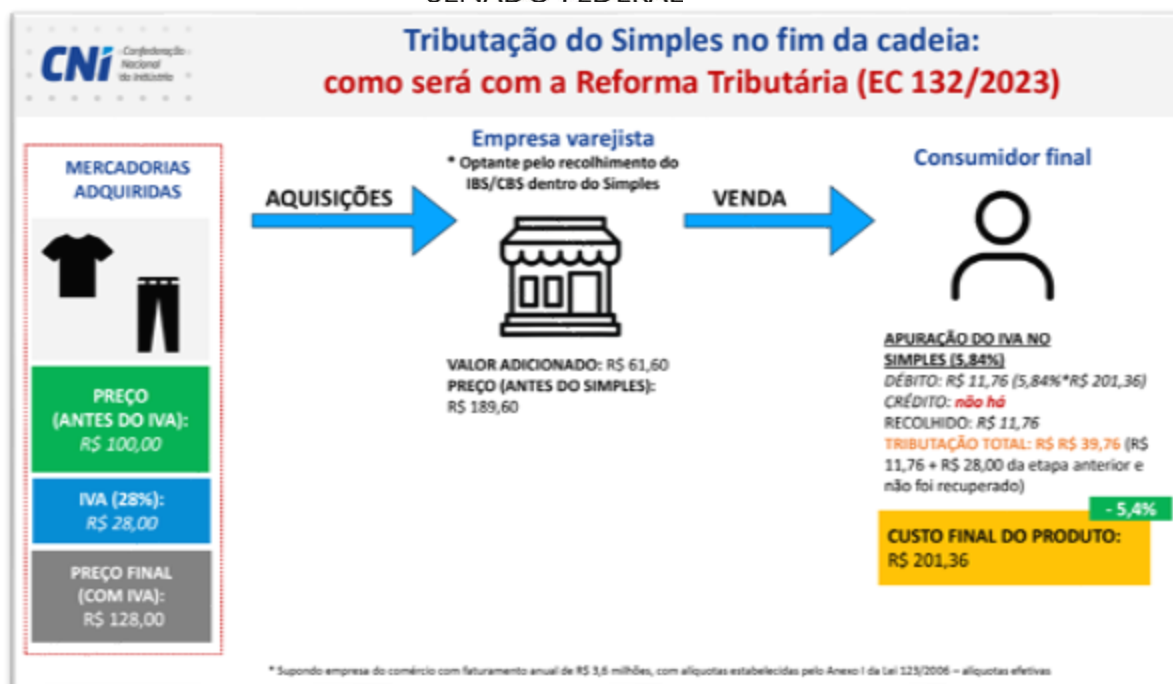 SENADO FEDERAL
CNI Confederação
Nacional
da Indústria
Tributação do Simples no fim da cadeia:
como será com a Reforma Tributária (EC 132/2023)
MERCADORIAS
ADQUIRIDAS
PREÇO
(ANTES DO IVA):
R$ 100,00
IVA (28%):
R$ 28,00
PREÇO FINAL
(COM IVA):
R$ 128,00
AQUISIÇÕES
Empresa varejista
* Optante pelo recolhimento do
IBS/CBS dentro do Simples
VALOR ADICIONADO: R$ 61,60
PREÇO (ANTES DO SIMPLES):
R$ 189,60
VENDA
Consumidor final
APURAÇÃO DO IVA NO
SIMPLES (5,84%)
DÉBITO: R$ 11,76 (5,84%*R$ 201,36)
CRÉDITO: não há
RECOLHIDO: R$ 11,76
TRIBUTAÇÃO TOTAL: R$ R$ 39,76 (R$
11,76 + R$ 28,00 da etapa anterior e
não foi recuperado)
- 5,4%
CUSTO FINAL DO PRODUTO:
R$ 201,36
* Supondo empresa do comércio com faturamento anual de R$ 3,6 milhões, com alíquotas estabelecidas pelo Anexo I da Lei 123/2006 – alíquotas efetivas